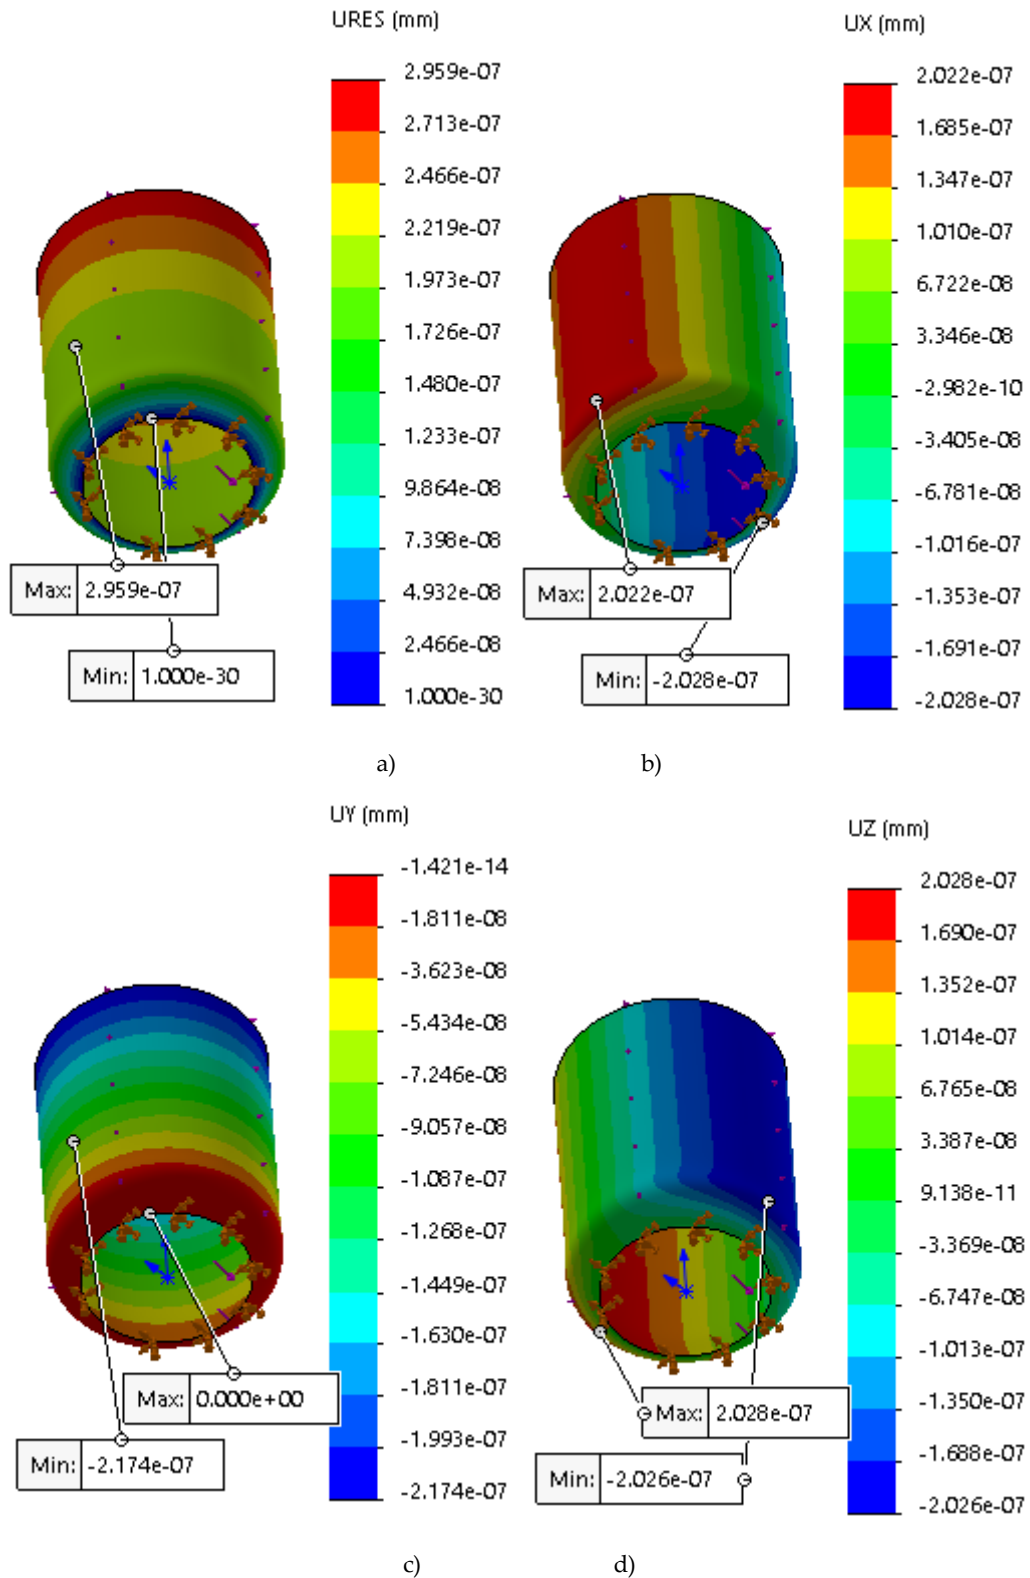 URES (mm)
2.959e-07
2.713e-07
2.466e-07
2.219e-07
1.973e-07
1.726e-07
1.480e-07
1.233e-07
9.864e-08
7.398e-08
4.932e-08
2.466e-08
1.000e-30
Max: 2.959e-07
Min: 1.000e-30
a)
UX (mm)
2.022e-07
1.685e-07
1.347e-07
1.010e-07
6.722e-08
3.346e-08
-2.982e-10
-3.405e-08
-6.781e-08
-1.016e-07
-1.353e-07
-1.691e-07
-2.028e-07
Max: 2.022e-07
Min: -2.028e-07
b)
UY (mm)
-1.421e-14
-1.811e-08
-3.623e-08
-5.434e-08
-7.246e-08
-9.057e-08
-1.087e-07
-1.268e-07
-1.449e-07
-1.630e-07
-1.811e-07
-1.993e-07
-2.174e-07
Max: 0.000e+00
Min: -2.174e-07
c)
UZ (mm)
2.028e-07
1.690e-07
1.352e-07
1.014e-07
6.765e-08
3.387e-08
9.138e-11
-3.369e-08
-6.747e-08
-1.013e-07
-1.350e-07
-1.688e-07
-2.026e-07
Max: 2.028e-07
Min: -2.026e-07
d)